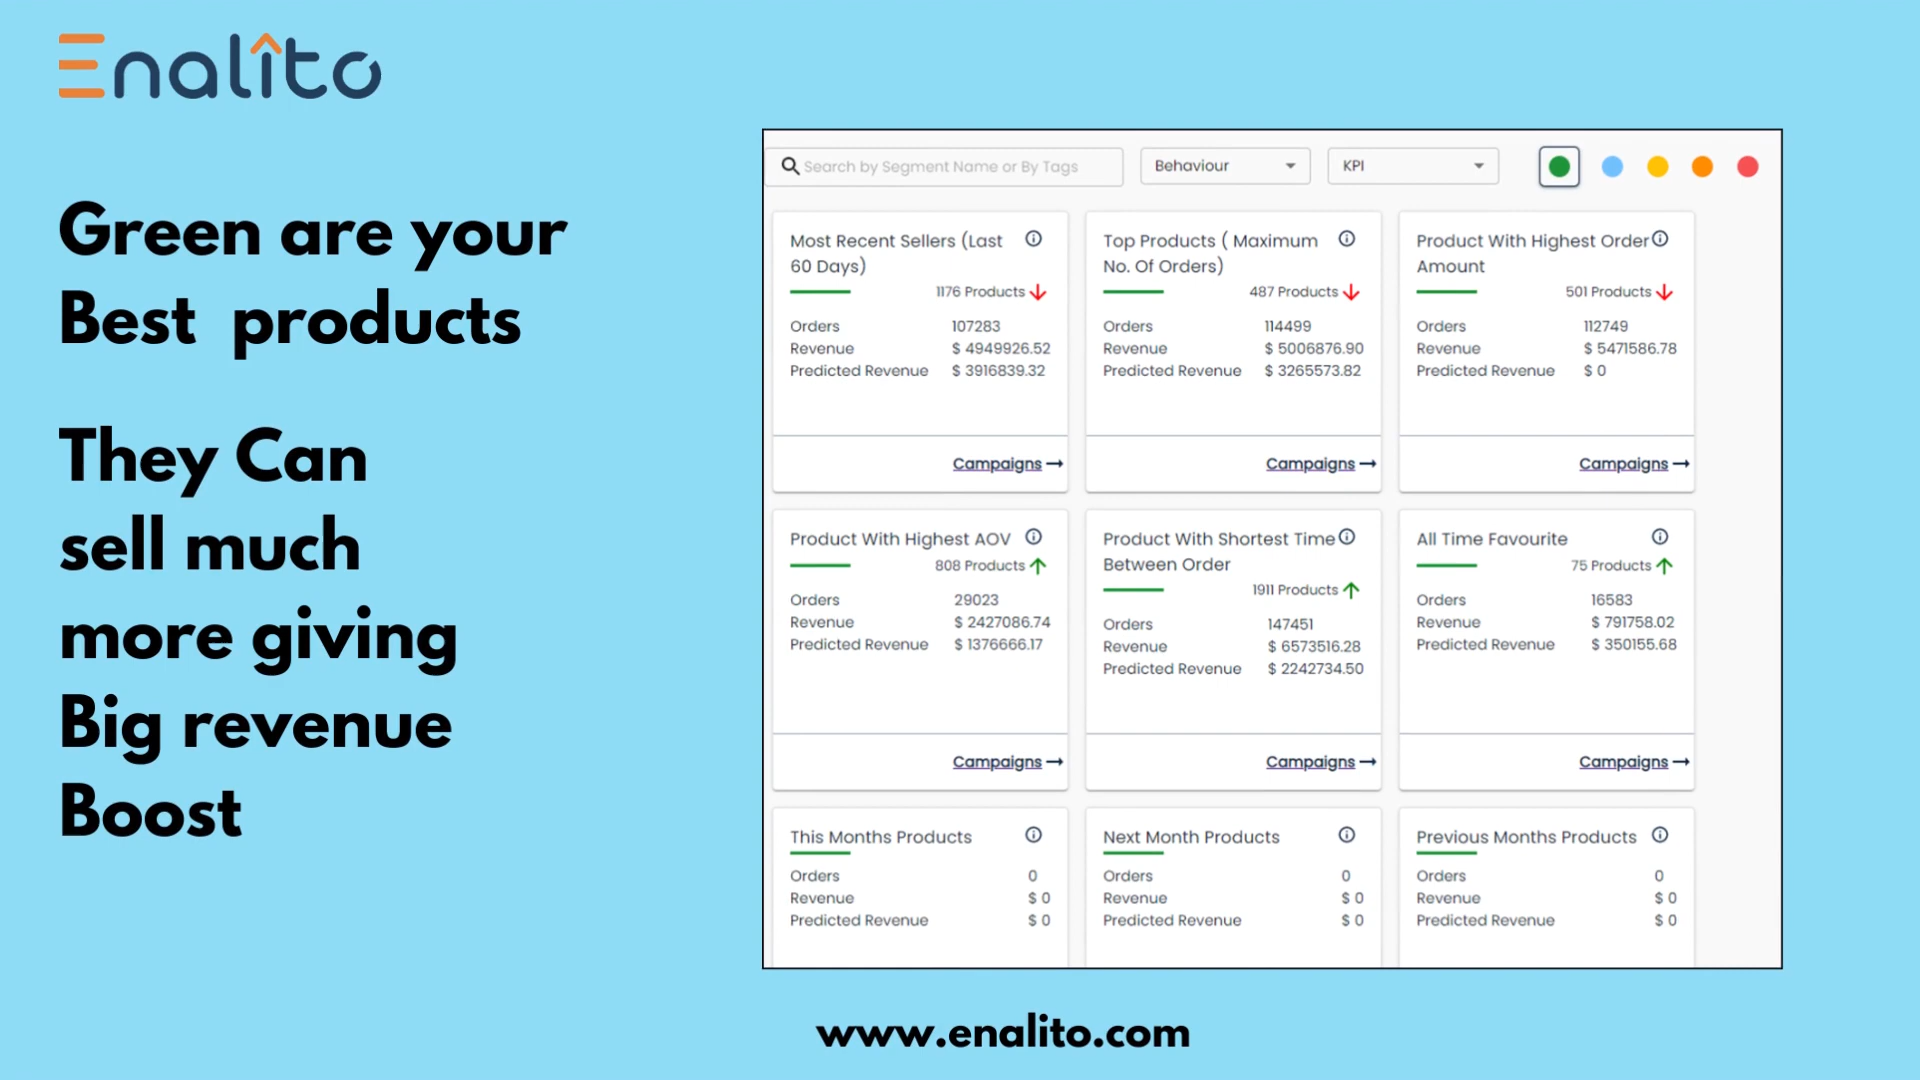 Enalito
Green are your
Best products
They Can
sell much
more giving
Big revenue
Boost
Search by Segment Name or By Tags
Behaviour
KPI
Most Recent Sellers (Last
60 Days)
1176 Products
Orders 107283
Revenue $ 4949926.52
Predicted Revenue $ 3916839.32
Campaigns
Top Products ( Maximum
No. Of Orders)
487 Products
Orders 114499
Revenue $ 5006876.90
Predicted Revenue $ 3265573.82
Campaigns
Product With Highest Order
Amount
501 Products
Orders 112749
Revenue $ 5471586.78
Predicted Revenue $ 0
Campaigns
Product With Highest AOV
808 Products
Orders 29023
Revenue $ 2427086.74
Predicted Revenue $ 1376666.17
Campaigns
Product With Shortest Time
Between Order
1911 Products
Orders 147451
Revenue $ 6573516.28
Predicted Revenue $ 2242734.50
Campaigns
All Time Favourite
75 Products
Orders 16583
Revenue $ 791758.02
Predicted Revenue $ 350155.68
Campaigns
This Months Products
Orders 0
Revenue $ 0
Predicted Revenue $ 0
Next Month Products
Orders 0
Revenue $ 0
Predicted Revenue $ 0
Previous Months Products
Orders 0
Revenue $ 0
Predicted Revenue $ 0
www.enalito.com